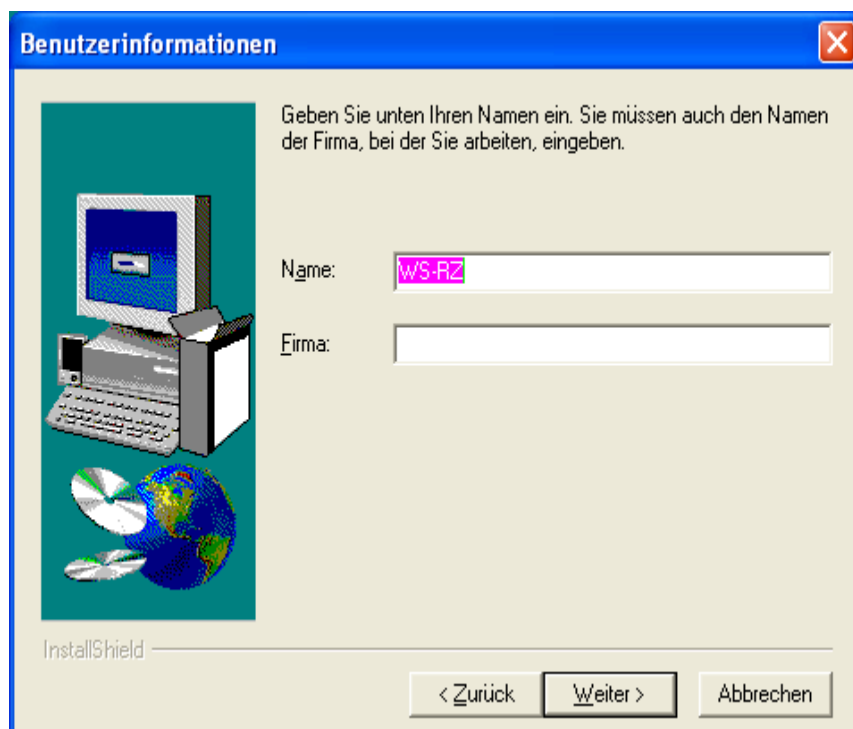 Benutzerinformationen
Geben Sie unten Ihren Namen ein. Sie müssen auch den Namen
der Firma, bei der Sie arbeiten, eingeben.
Name: WS-RZ
Firma:
InstallShield
< Zurück Weiter > Abbrechen